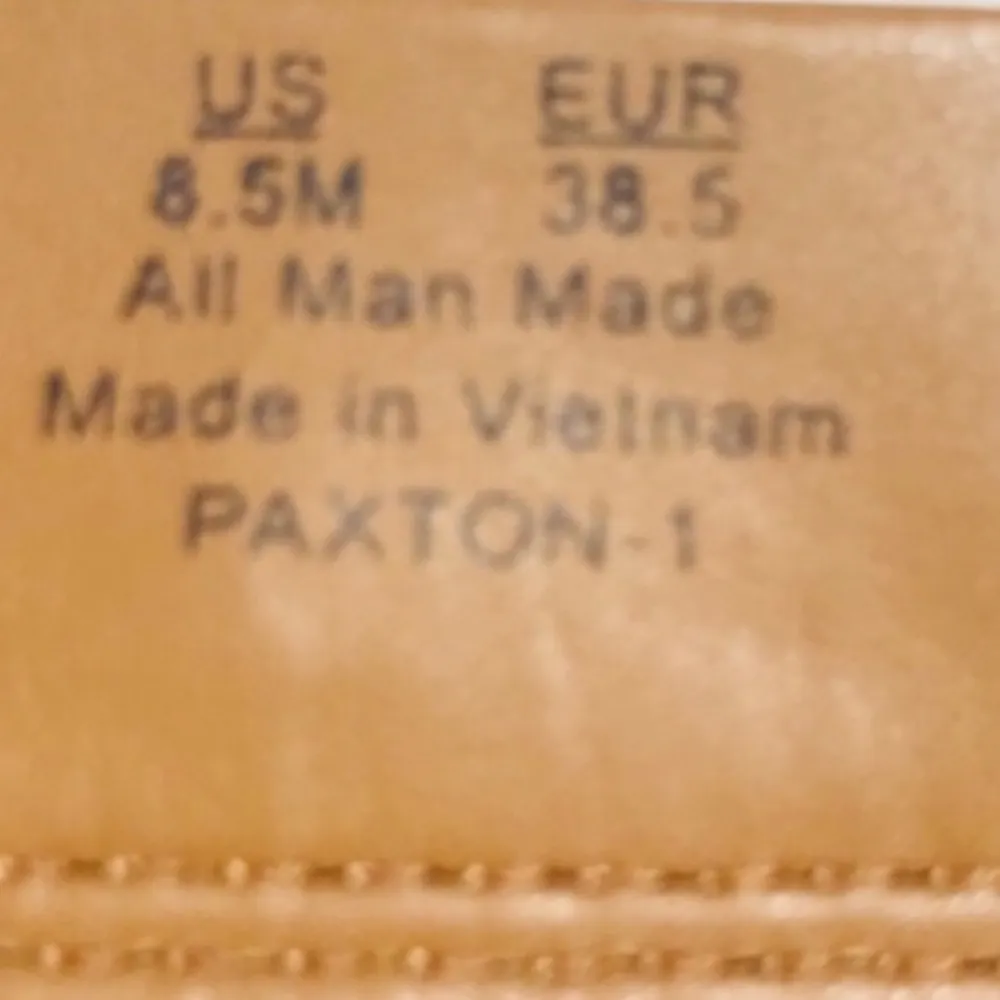 US EUR
8.5M 38.5
All Man Made
Made in Vietnam
PAXTON-1